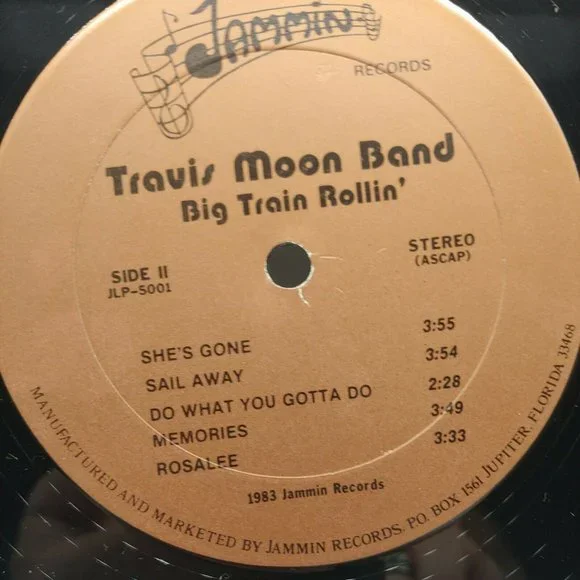 Jammin
RECORDS
Travis Moon Band
Big Train Rollin'
SIDE II
JLP-5001
STEREO
(ASCAP)
SHE'S GONE 3:55
SAIL AWAY 3:54
DO WHAT YOU GOTTA DO 2:28
MEMORIES 3:49
ROSALEE 3:33
1983 Jammin Records
MANUFACTURED AND MARKETED BY JAMMIN RECORDS, P.O. BOX 1561 JUPITER, FLORIDA 33468